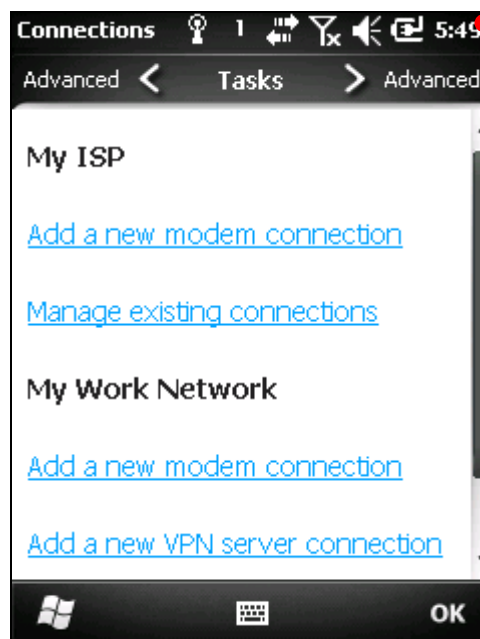 Connections 1 5:49
Advanced Tasks Advanced
My ISP
Add a new modem connection
Manage existing connections
My Work Network
Add a new modem connection
Add a new VPN server connection
OK